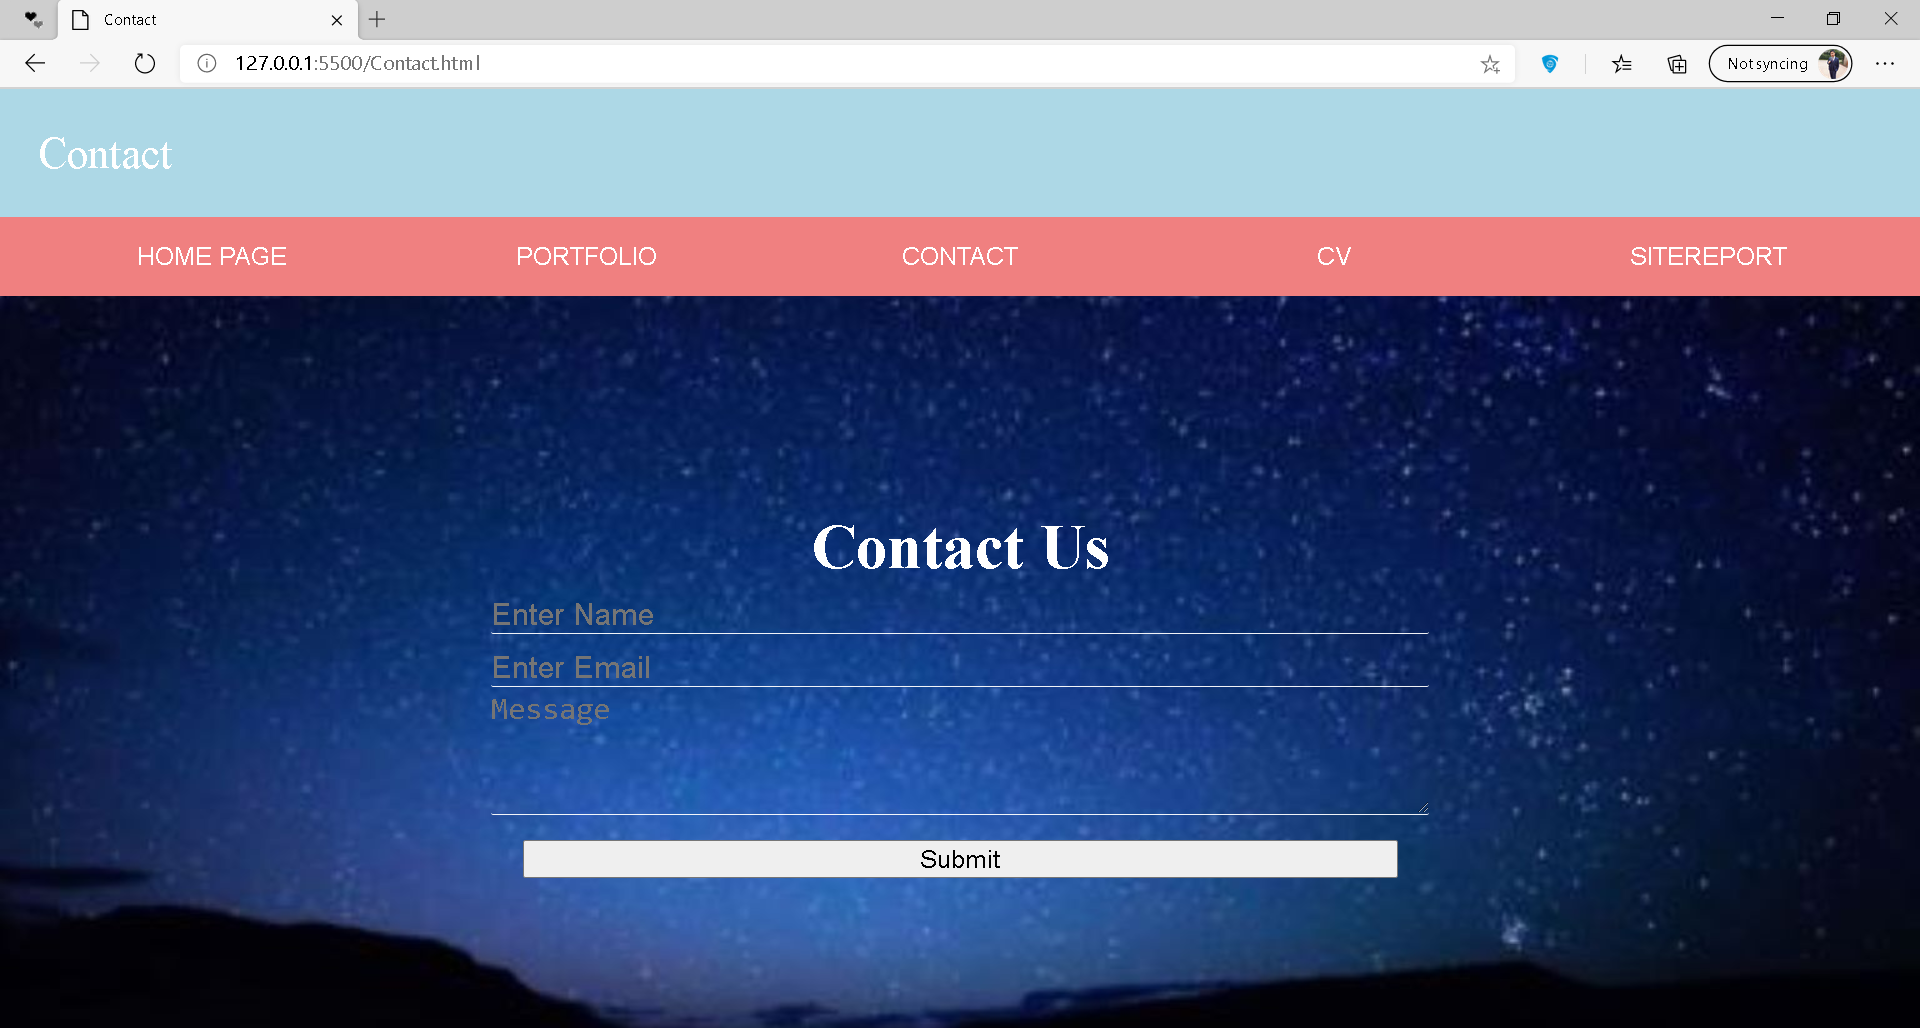 Contact
127.0.0.1:5500/Contact.html
Not syncing
Contact
HOME PAGE PORTFOLIO CONTACT CV SITEREPORT
Contact Us
Enter Name
Enter Email
Message
Submit